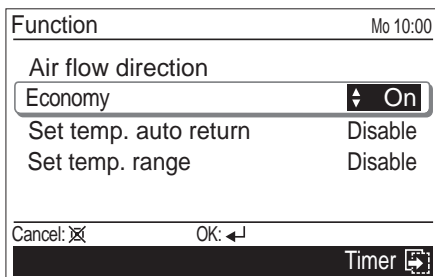 Function Mo 10:00
Air flow direction
Economy On
Set temp. auto return Disable
Set temp. range Disable
Cancel: OK:
Timer